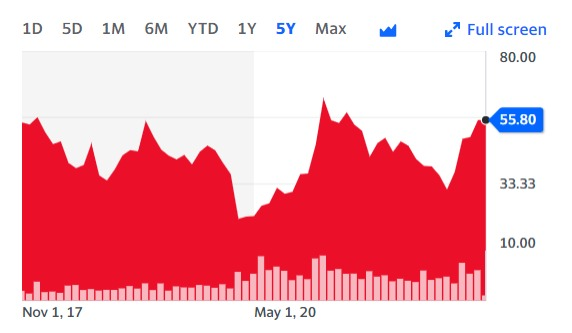 1D 5D 1M 6M YTD 1Y 5Y Max Full screen
80.00
55.80
33.33
10.00
Nov 1, 17 May 1, 20